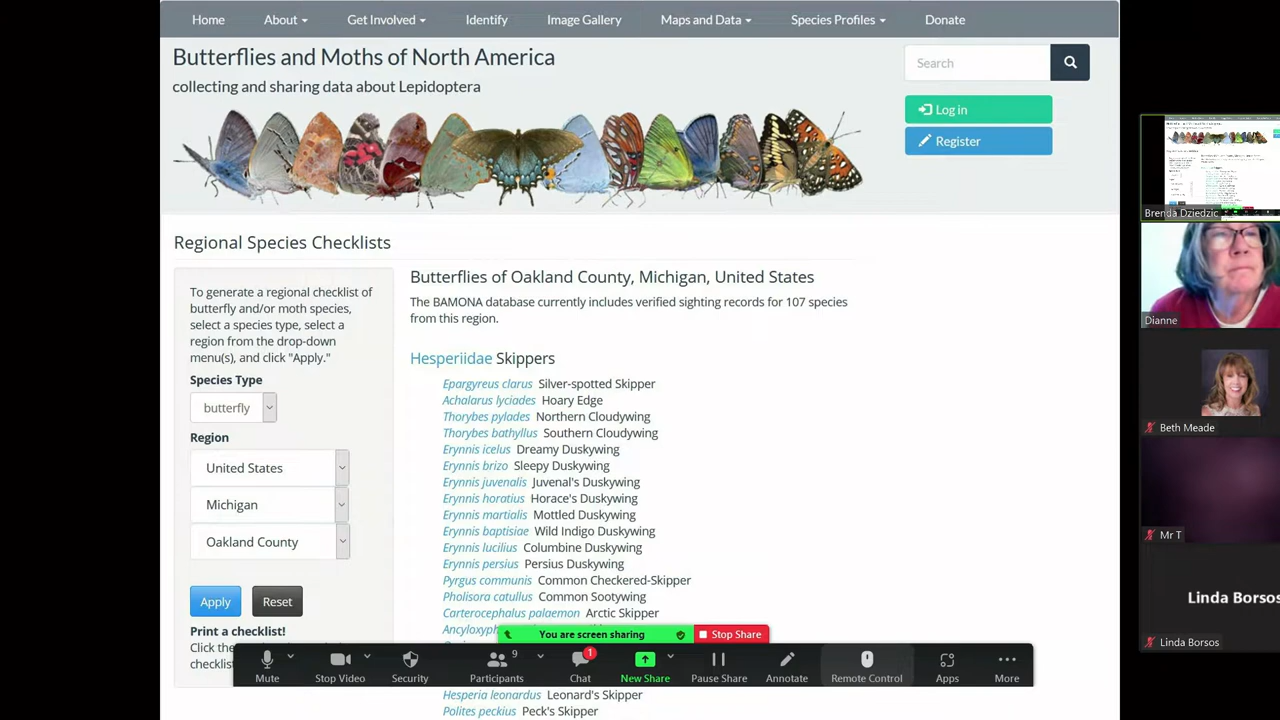 Home
About
Get Involved
Identify
Image Gallery
Maps and Data
Species Profiles
Donate
Butterflies and Moths of North America
collecting and sharing data about Lepidoptera
Search
Log in
Register
Regional Species Checklists
To generate a regional checklist of
butterfly and/or moth species,
select a species type, select a
region from the drop-down
menu(s), and click "Apply."
Species Type
butterfly
Region
United States
Michigan
Oakland County
Apply
Reset
Print a checklist!
Click the
checklist
Butterflies of Oakland County, Michigan, United States
The BAMONA database currently includes verified sighting records for 107 species
from this region.
Hesperiidae Skippers
Epargyreus clarus Silver-spotted Skipper
Achalarus lyciades Hoary Edge
Thorybes pylades Northern Cloudywing
Thorybes bathyllus Southern Cloudywing
Erynnis icelus Dreamy Duskywing
Erynnis brizo Sleepy Duskywing
Erynnis juvenalis Juvenal's Duskywing
Erynnis horatius Horace's Duskywing
Erynnis martialis Mottled Duskywing
Erynnis baptisiae Wild Indigo Duskywing
Erynnis lucilius Columbine Duskywing
Erynnis persius Persius Duskywing
Pyrgus communis Common Checkered-Skipper
Pholisora catullus Common Sootywing
Carterocephalus palaemon Arctic Skipper
Ancyloxyph
You are screen sharing
Stop Share
Mute
Stop Video
Security
Participants
9
Chat
1
New Share
Pause Share
Annotate
Remote Control
Apps
More
Hesperia leonardus Leonard's Skipper
Polites peckius Peck's Skipper
Brenda Dziedzic
Dianne
Beth Meade
Mr T
Linda Borsos
Linda Borsos